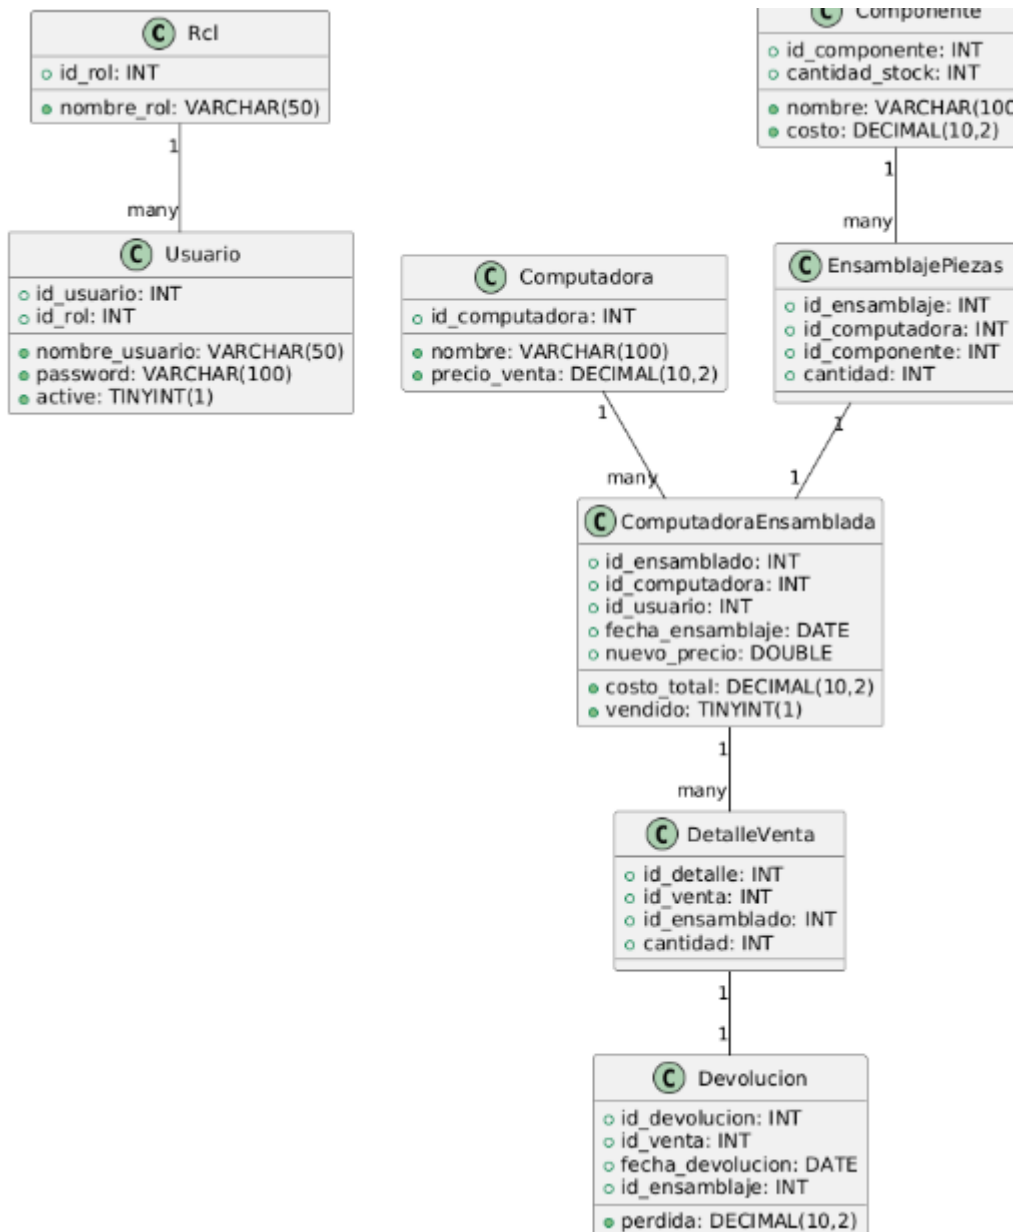 C Rcl
id_rol: INT
nombre_rol: VARCHAR(50)
1
many
C Usuario
id_usuario: INT
id_rol: INT
nombre_usuario: VARCHAR(50)
password: VARCHAR(100)
active: TINYINT(1)
C Computadora
id_computadora: INT
nombre: VARCHAR(100)
precio_venta: DECIMAL(10,2)
1
many
C Componente
id_componente: INT
cantidad_stock: INT
nombre: VARCHAR(100
costo: DECIMAL(10,2)
1
many
C EnsamblajePiezas
id_ensamblaje: INT
id_computadora: INT
id_componente: INT
cantidad: INT
1
1
C ComputadoraEnsamblada
id_ensamblado: INT
id_computadora: INT
id_usuario: INT
fecha_ensamblaje: DATE
nuevo_precio: DOUBLE
costo_total: DECIMAL(10,2)
vendido: TINYINT(1)
1
many
C DetalleVenta
id_detalle: INT
id_venta: INT
id_ensamblado: INT
cantidad: INT
1
1
C Devolucion
id_devolucion: INT
id_venta: INT
fecha_devolucion: DATE
id_ensamblaje: INT
perdida: DECIMAL(10,2)